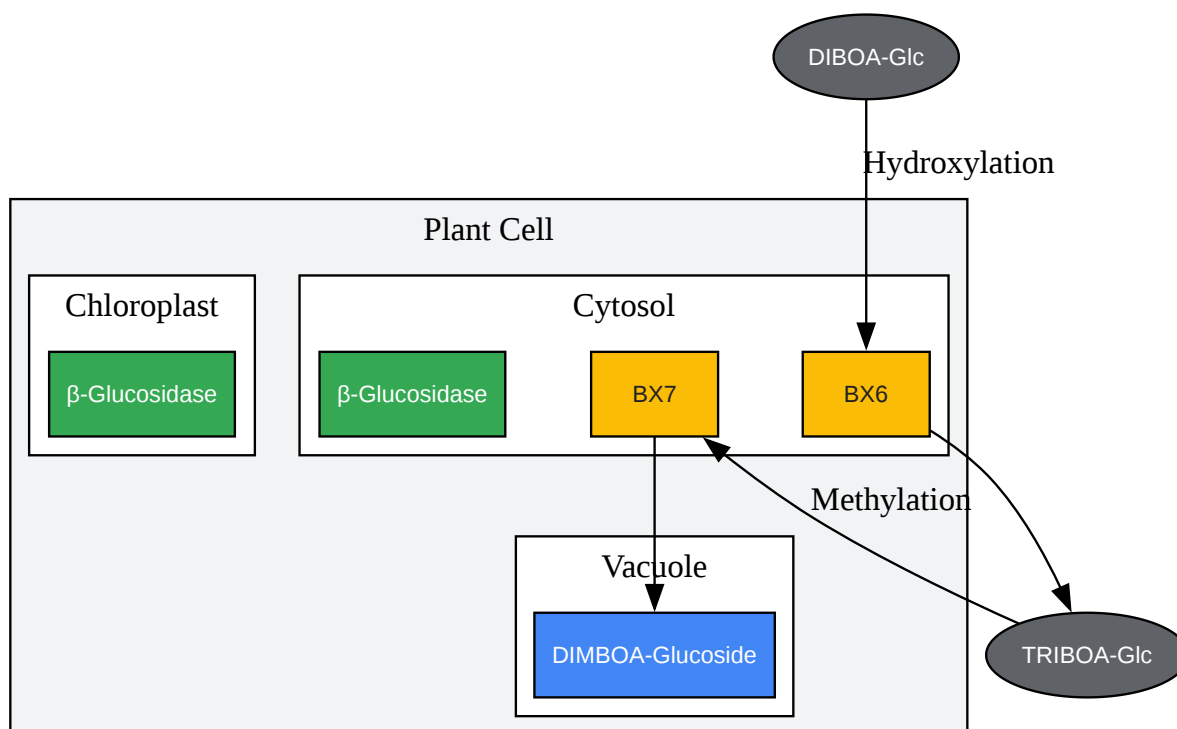 DIBOA-Glc
Hydroxylation
Plant Cell
Chloroplast
Cytosol
β-Glucosidase
β-Glucosidase
BX7
BX6
Methylation
Vacuole
DIMBOA-Glucoside
TRIBOA-Glc